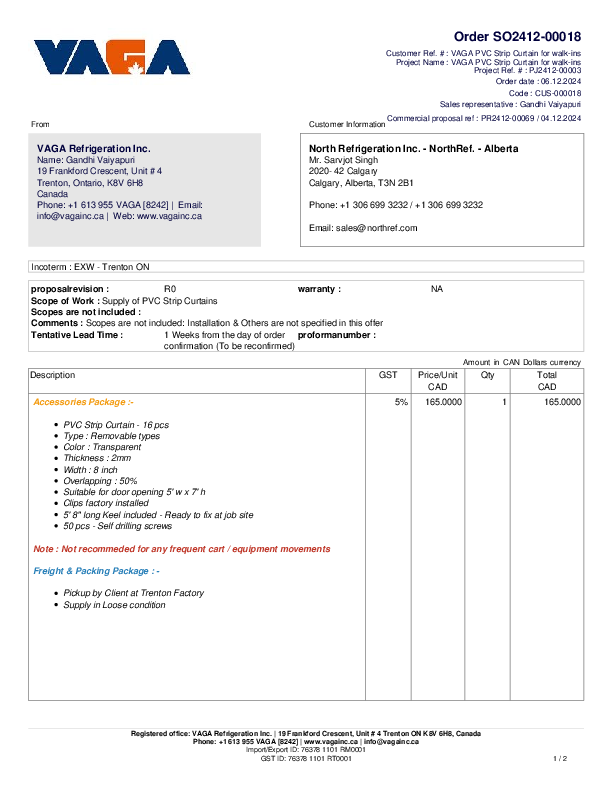 VAGA
Order SO2412-00018
Customer Ref. # : VAGA PVC Strip Curtain for walk-ins
Project Name : VAGA PVC Strip Curtain for walk-ins
Project Ref. # : PJ2412-00003
Order date : 06.12.2024
Code : CUS-000018
Sales representative : Gandhi Vaiyapuri
Commercial proposal ref : PR2412-00069 / 04.12.2024
From
VAGA Refrigeration Inc.
Name: Gandhi Vaiyapuri
19 Frankford Crescent, Unit # 4
Trenton, Ontario, K8V 6H8
Canada
Phone: +1 613 955 VAGA [8242] | Email:
info@vagainc.ca | Web: www.vagainc.ca
Customer Information
North Refrigeration Inc. - NorthRef. - Alberta
Mr. Sarvjot Singh
2020- 42 Calgary
Calgary, Alberta, T3N 2B1
Phone: +1 306 699 3232 / +1 306 699 3232
Email: sales@northref.com
Incoterm : EXW - Trenton ON
proposalrevision : R0 warranty : NA
Scope of Work : Supply of PVC Strip Curtains
Scopes are not included :
Comments : Scopes are not included: Installation & Others are not specified in this offer
Tentative Lead Time : 1 Weeks from the day of order proformanumber :
confirmation (To be reconfirmed)
Amount in CAN Dollars currency
Description GST Price/Unit Qty Total
CAD CAD
Accessories Package :- 5% 165.0000 1 165.0000
• PVC Strip Curtain - 16 pcs
• Type : Removable types
• Color : Transparent
• Thickness : 2mm
• Width : 8 inch
• Overlapping : 50%
• Suitable for door opening 5' w x 7' h
• Clips factory installed
• 5' 8" long Keel included - Ready to fix at job site
• 50 pcs - Self drilling screws
Note : Not recommeded for any frequent cart / equipment movements
Freight & Packing Package : -
• Pickup by Client at Trenton Factory
• Supply in Loose condition
Registered office: VAGA Refrigeration Inc. | 19 Frankford Crescent, Unit # 4 Trenton ON K8V 6H8, Canada
Phone: +1 613 955 VAGA [8242] | www.vagainc.ca | info@vagainc.ca
Import/Export ID: 76378 1101 RM0001
GST ID: 76378 1101 RT0001
1 / 2